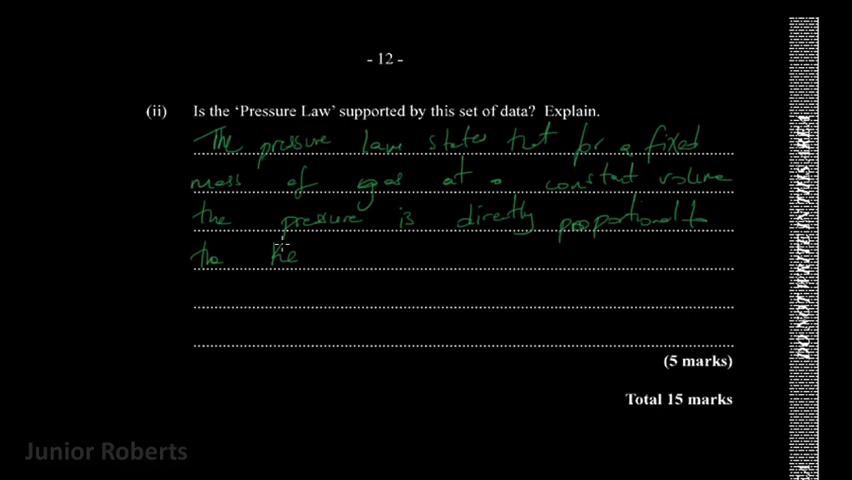 - 12 -
(ii) Is the ‘Pressure Law’ supported by this set of data? Explain.
The pressure law states that for a fixed
mass of gas at a constact volume
the pressure is directly proportional to
the Ke
(5 marks)
Total 15 marks
DO NOT WRITE IN THIS AREA
Junior Roberts